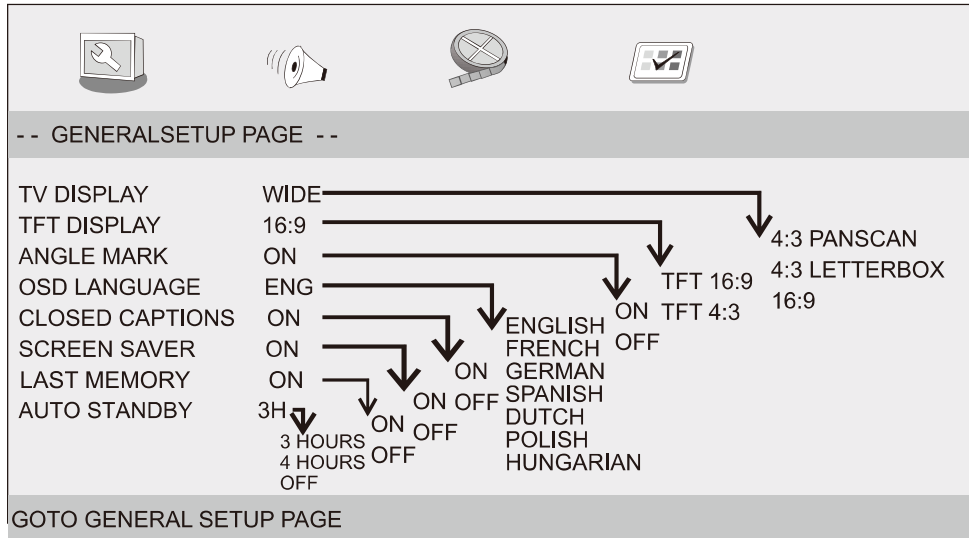 -- GENERALSETUP PAGE --
TV DISPLAY WIDE
TFT DISPLAY 16:9
ANGLE MARK ON
OSD LANGUAGE ENG
CLOSED CAPTIONS ON
SCREEN SAVER ON
LAST MEMORY ON
AUTO STANDBY 3H
3 HOURS
4 HOURS
OFF
ON
OFF
ON
OFF
ON
OFF
ENGLISH
FRENCH
GERMAN
SPANISH
DUTCH
POLISH
HUNGARIAN
ON
OFF
TFT 16:9
TFT 4:3
4:3 PANSCAN
4:3 LETTERBOX
16:9
GOTO GENERAL SETUP PAGE